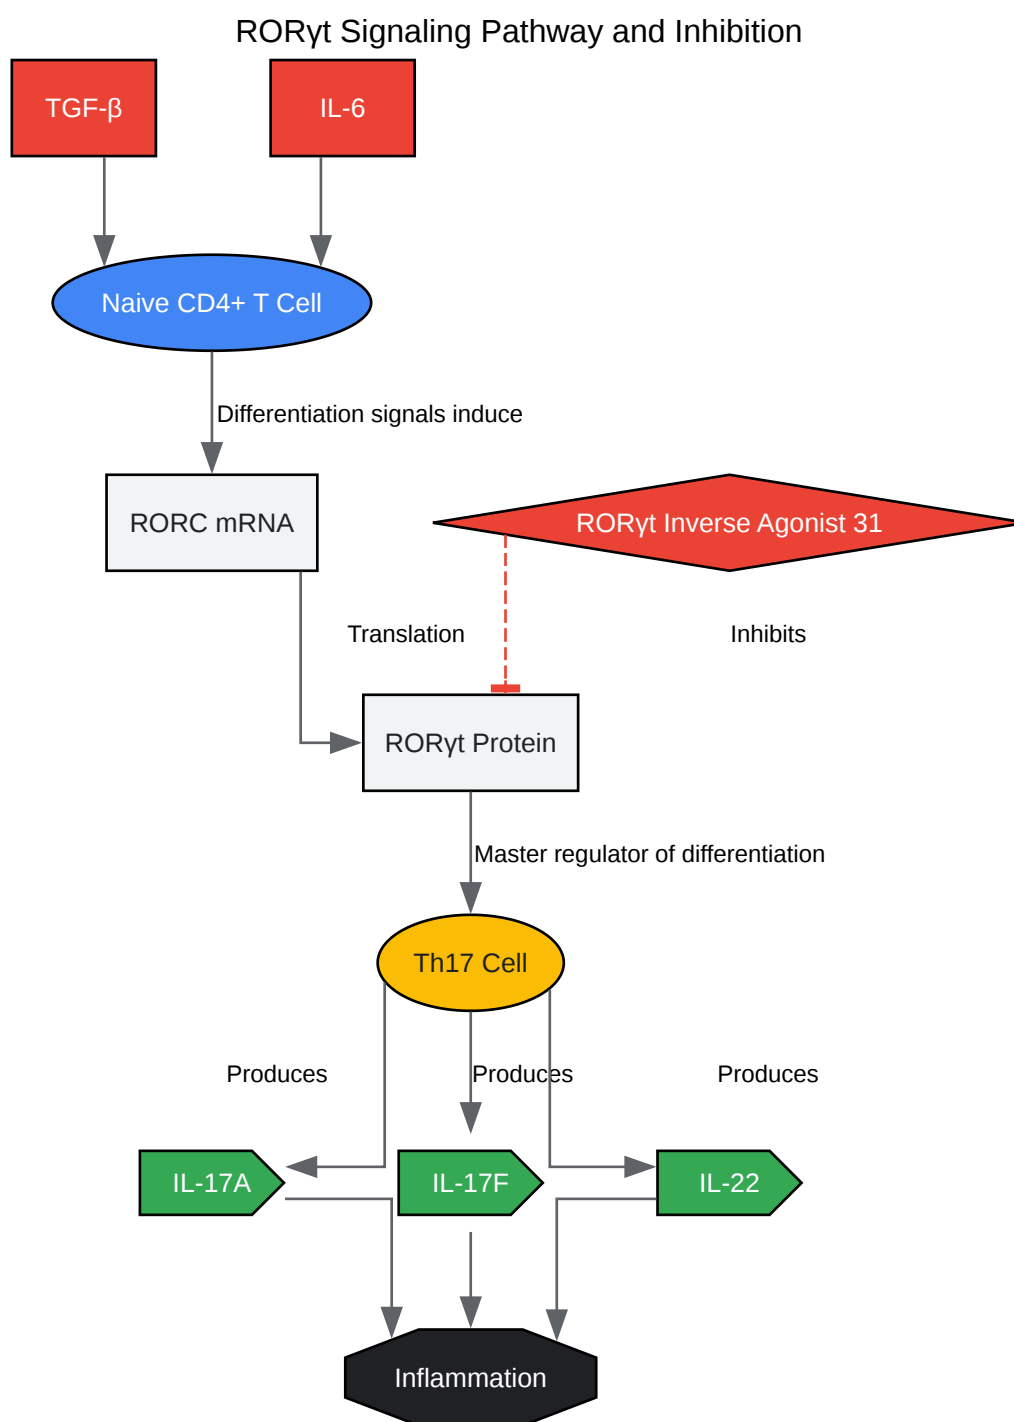 RORγt Signaling Pathway and Inhibition
TGF-β
IL-6
Naive CD4+ T Cell
Differentiation signals induce
RORC mRNA
RORγt Inverse Agonist 31
Translation
Inhibits
RORγt Protein
Master regulator of differentiation
Th17 Cell
Produces
Produces
Produces
IL-17A
IL-17F
IL-22
Inflammation